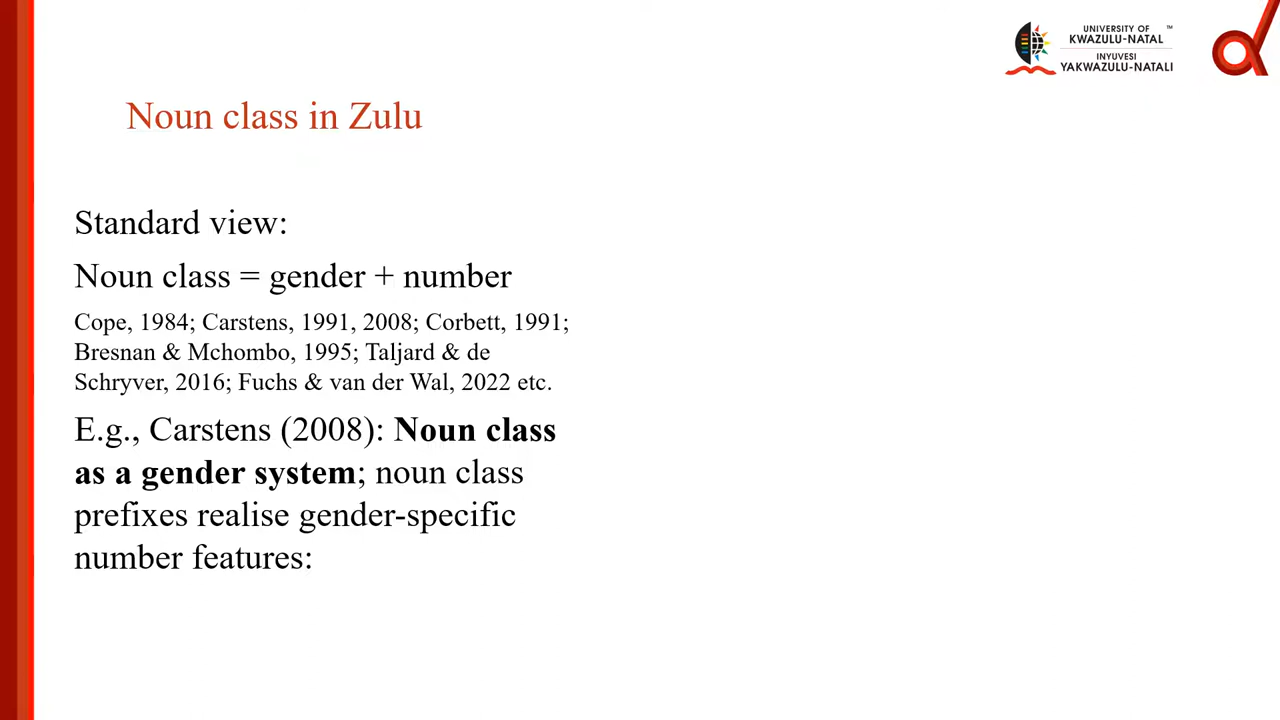 UNIVERSITY OF ™
KWAZULU-NATAL
INYUVESI
YAKWAZULU-NATALI
Noun class in Zulu
Standard view:
Noun class = gender + number
Cope, 1984; Carstens, 1991, 2008; Corbett, 1991;
Bresnan & Mchombo, 1995; Taljard & de
Schryver, 2016; Fuchs & van der Wal, 2022 etc.
E.g., Carstens (2008): Noun class
as a gender system; noun class
prefixes realise gender-specific
number features: